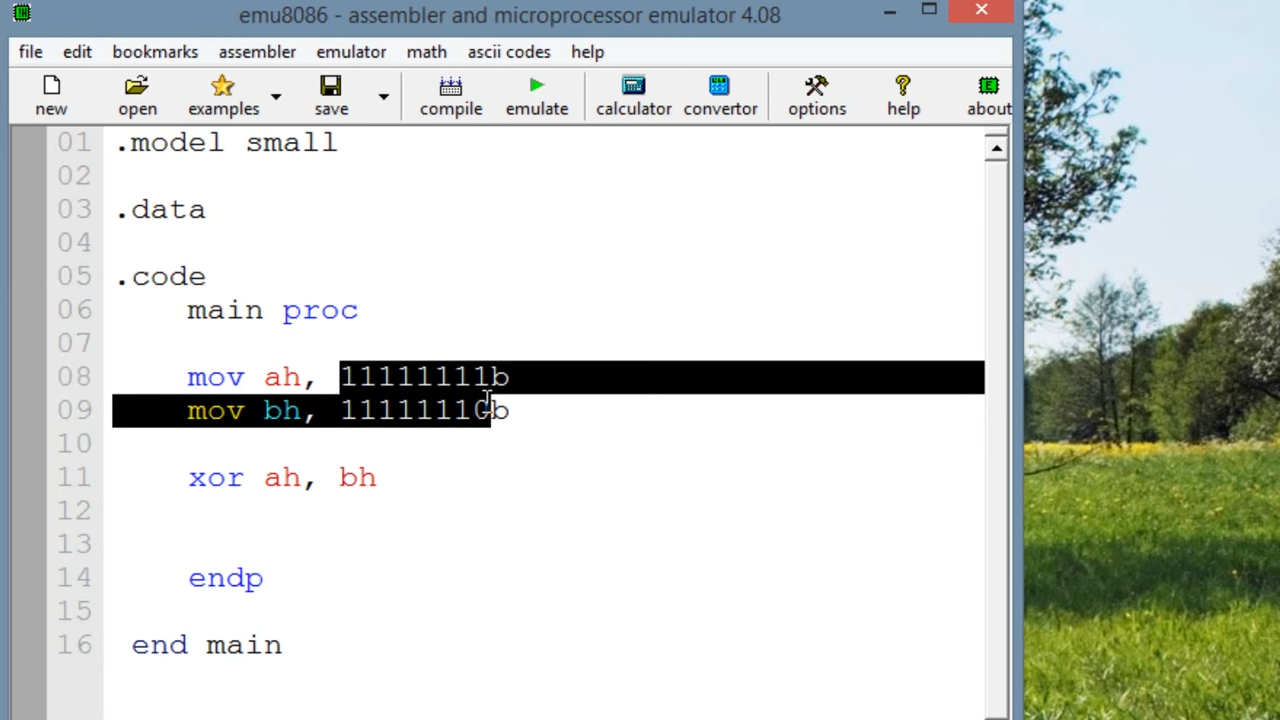 emu8086 - assembler and microprocessor emulator 4.08
file edit bookmarks assembler emulator math ascii codes help
new open examples save compile emulate calculator convertor options help about
01 .model small
02
03 .data
04
05 .code
06 main proc
07
08 mov ah, 11111111b
09 mov bh, 11111110b
10
11 xor ah, bh
12
13
14 endp
15
16 end main